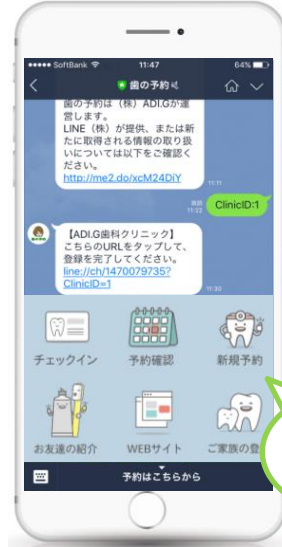 SoftBank 11:47 64%
歯の予約
歯の予約は(株)ADI.Gが運
営します。
LINE(株)が提供、または新
たに取得される情報の取り扱
いについては以下をご確認く
ださい。
http://me2.do/xcM24DiY
11:11
既読
11:22
ClinicID:1
【ADI.G歯科クリニック】
こちらのURLをタップして、
登録を完了してください。
line://ch/1470079735?
ClinicID=1
11:30
チェックイン 予約確認 新規予約
お友達の紹介 WEBサイト ご家族の登
予約はこちらから